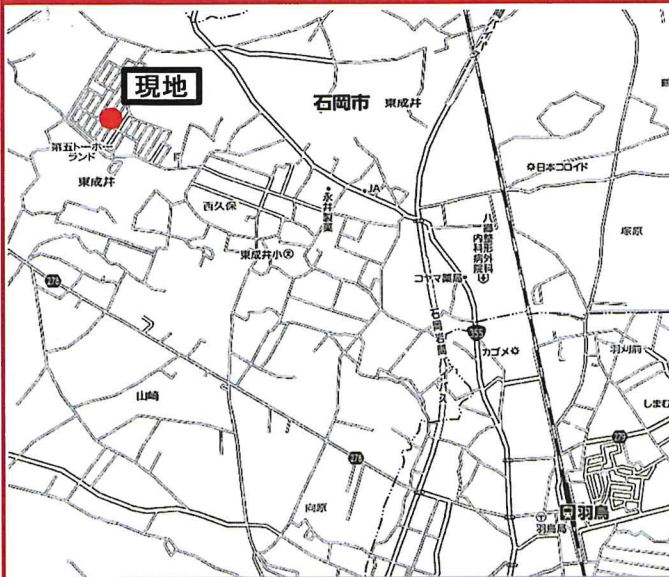 現地
石岡市
東成井
第五トーホー
ランド
東成井
西久保
永井製菓
JA
日本コロイド
塚原
東成井小
八郷整形外科
内科病院
コヤマ薬局
石岡岩間バイパス
355
カゴメ
羽刈前
しまむ
276
山崎
276
向原
279
羽鳥
羽鳥局